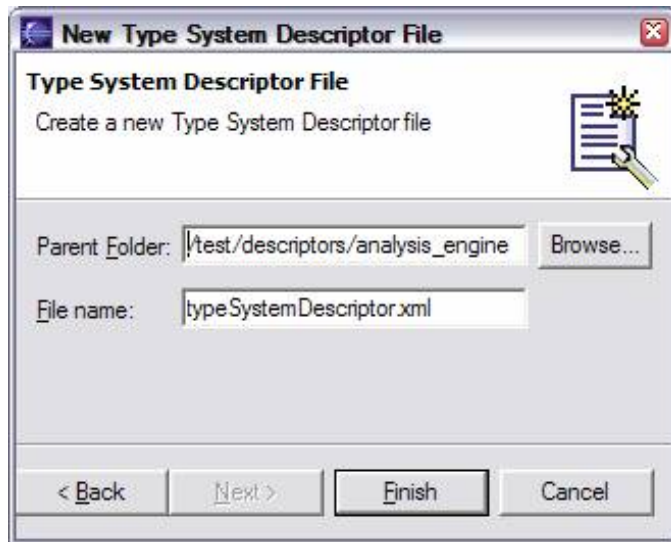 New Type System Descriptor File
Type System Descriptor File
Create a new Type System Descriptor file
Parent Folder: /test/descriptors/analysis_engine Browse...
File name: typeSystemDescriptor.xml
< Back Next > Finish Cancel